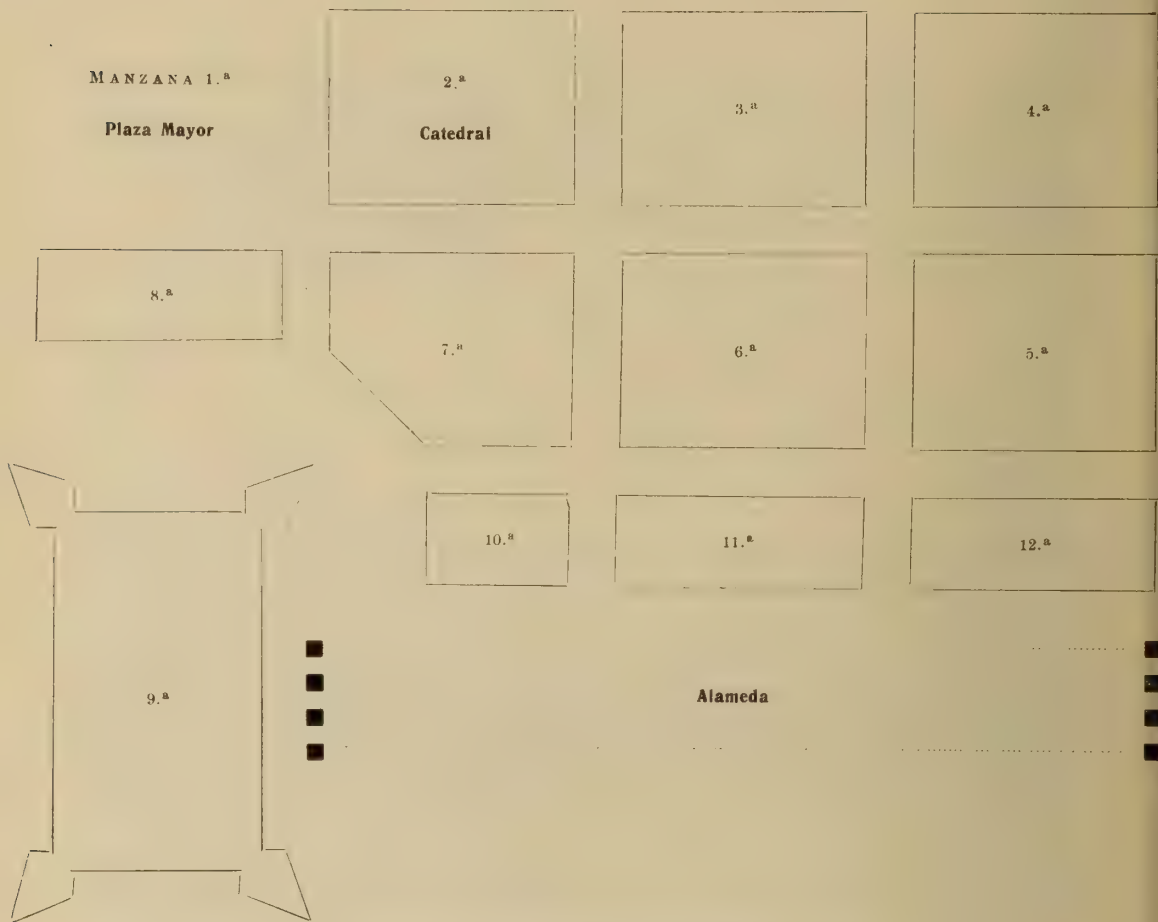 MANZANA 1.ª
Plaza Mayor
2.ª
Catedral
3.ª
4.ª
8.ª
7.ª
6.ª
5.ª
10.ª
11.ª
12.ª
9.ª
Alameda